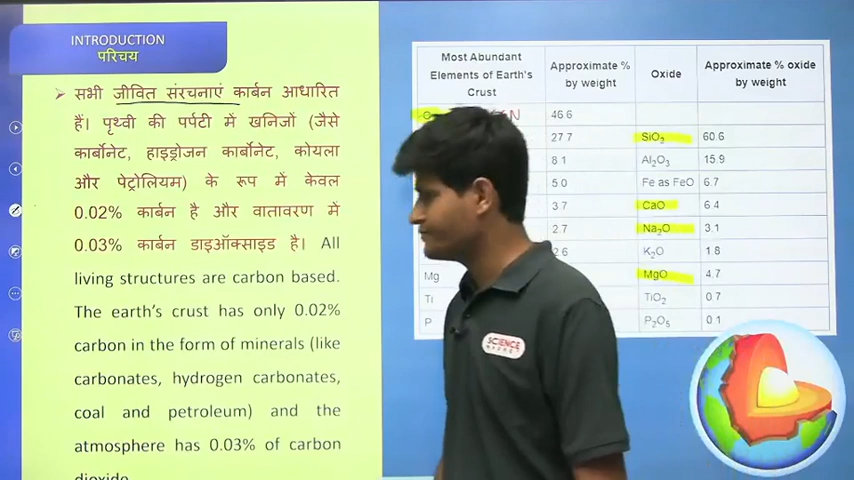 INTRODUCTION
परिचय
➢ सभी जीवित संरचनाएं कार्बन आधारित
हैं। पृथ्वी की पर्पटी में खनिजों (जैसे
कार्बोनेट, हाइड्रोजन कार्बोनेट, कोयला
और पेट्रोलियम) के रूप में केवल
0.02% कार्बन है और वातावरण में
0.03% कार्बन डाइऑक्साइड है। All
living structures are carbon based.
The earth's crust has only 0.02%
carbon in the form of minerals (like
carbonates, hydrogen carbonates,
coal and petroleum) and the
atmosphere has 0.03% of carbon
dioxide
Most Abundant Elements of Earth's Crust Approximate % by weight Oxide Approximate % oxide by weight
46.6
27.7 SiO₂ 60.6
8.1 Al₂O₃ 15.9
5.0 Fe as FeO 6.7
3.7 CaO 6.4
2.7 Na₂O 3.1
2.6 K₂O 1.8
Mg MgO 4.7
Ti TiO₂ 0.7
P P₂O₅ 0.1
SCIENCE
MAGNET